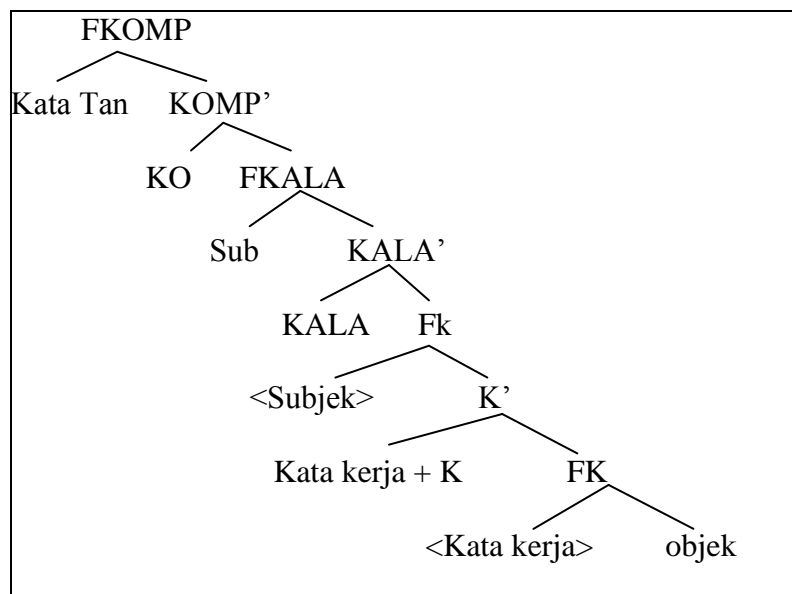 FKOMP
Kata Tan KOMP’
KO FKALA
Sub KALA’
KALA Fk
<Subjek> K’
Kata kerja + K FK
<Kata kerja> objek